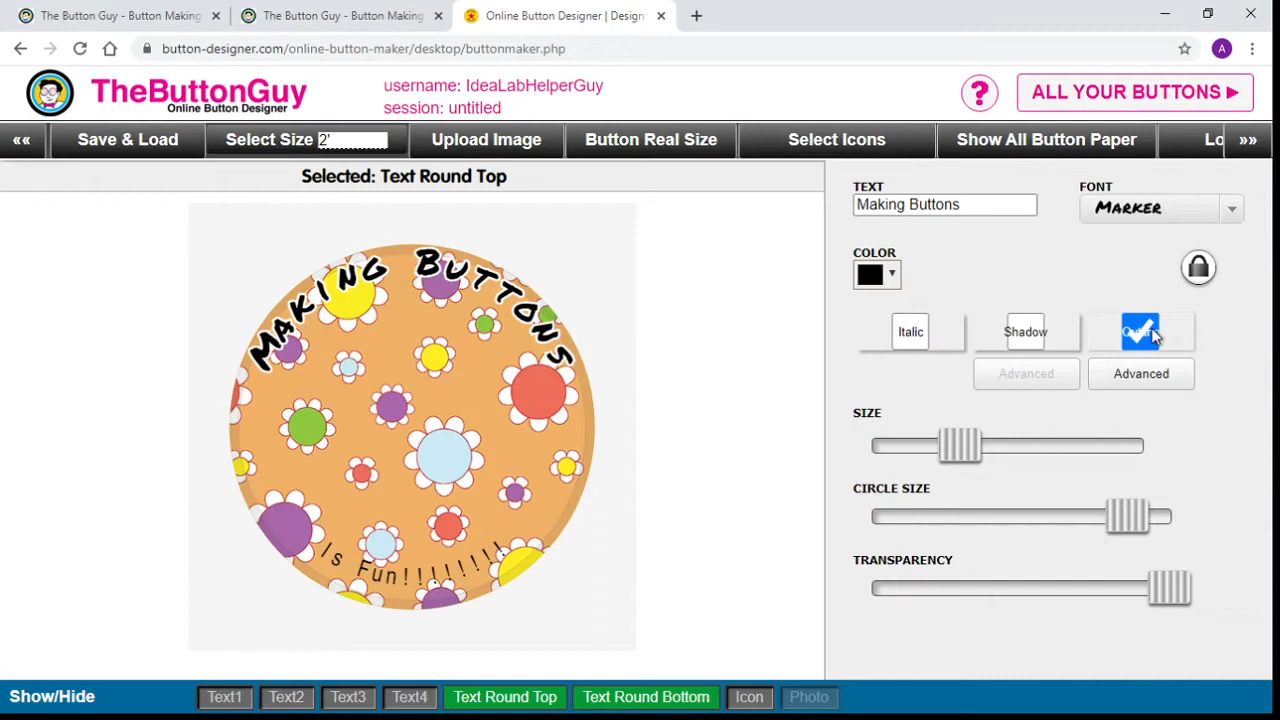 The Button Guy - Button Making
The Button Guy - Button Making
Online Button Designer | Design
button-designer.com/online-button-maker/desktop/buttonmaker.php
A
TheButtonGuy
Online Button Designer
username: IdeaLabHelperGuy
session: untitled
?
ALL YOUR BUTTONS
«« Save & Load Select Size 2' Upload Image Button Real Size Select Icons Show All Button Paper Lo »»
Selected: Text Round Top
TEXT
Making Buttons
FONT
MARKER
COLOR
Italic Shadow
Advanced Advanced
SIZE
CIRCLE SIZE
TRANSPARENCY
MAKING BUTTONS
Is Fun!!!!!!!!
Show/Hide Text1 Text2 Text3 Text4 Text Round Top Text Round Bottom Icon Photo